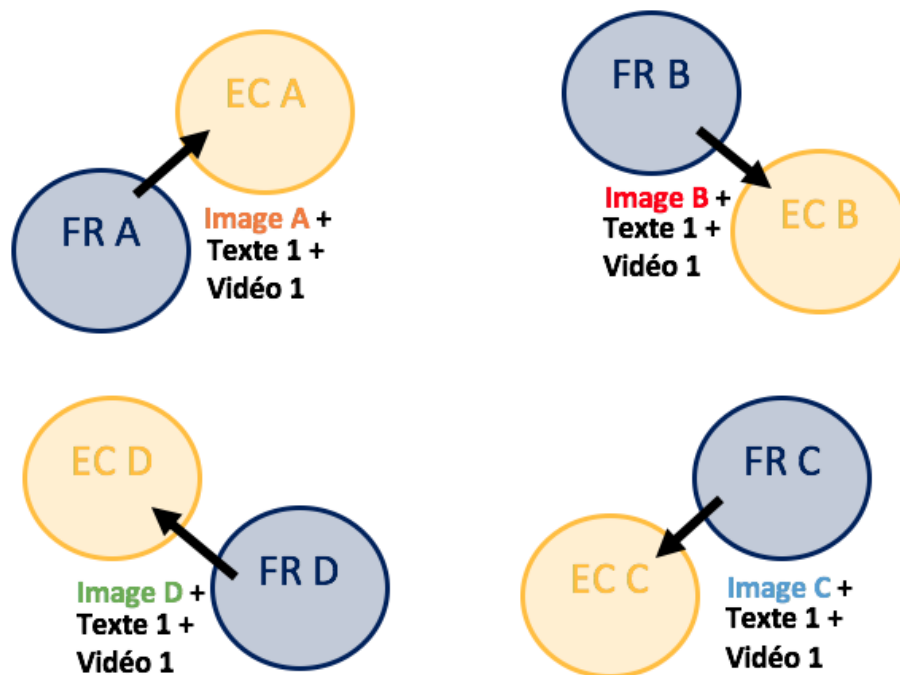 EC A
FR A
Image A +
Texte 1 +
Vidéo 1
FR B
Image B +
Texte 1 +
Vidéo 1
EC B
EC D
FR D
Image D +
Texte 1 +
Vidéo 1
FR C
EC C
Image C +
Texte 1 +
Vidéo 1